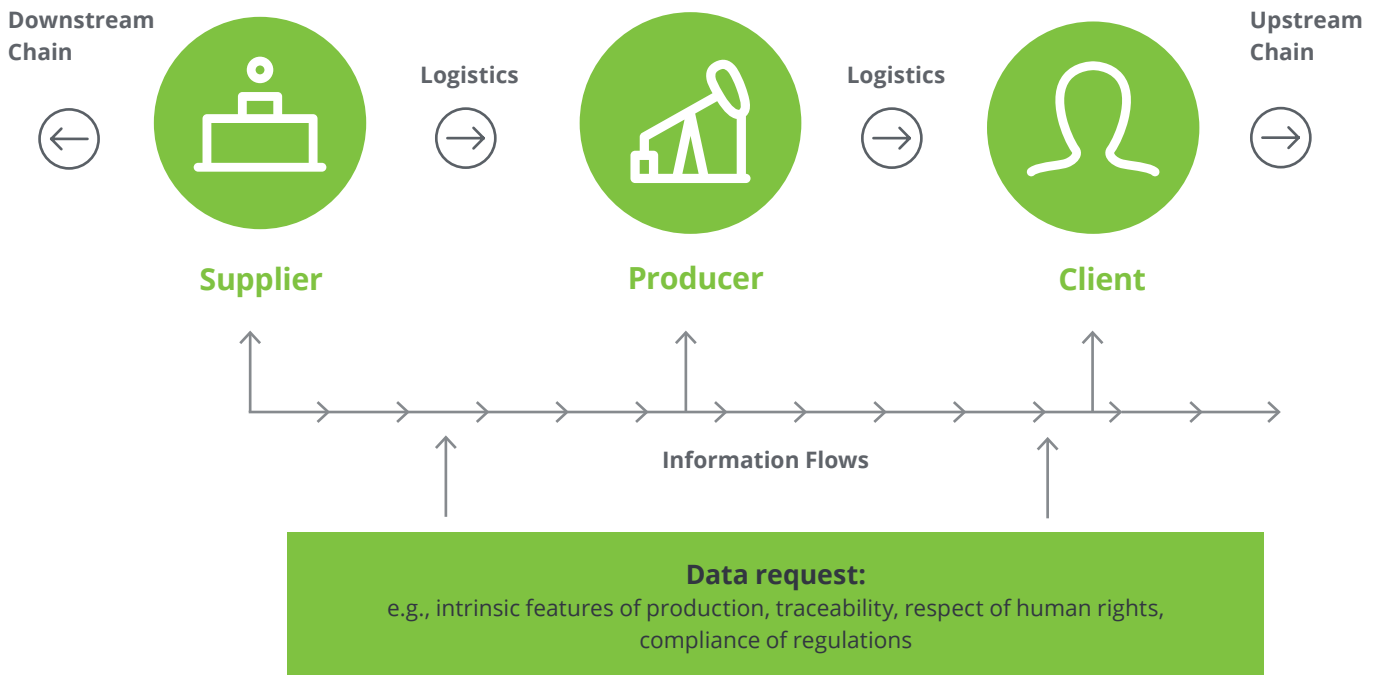 Downstream
Chain
Upstream
Chain
Logistics
Logistics
Supplier
Producer
Client
Information Flows
Data request:
e.g., intrinsic features of production, traceability, respect of human rights,
compliance of regulations